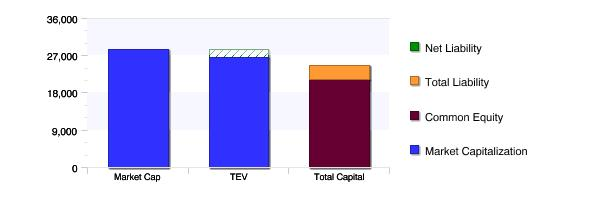 36,000
27,000
18,000
9,000
0
Market Cap
TEV
Total Capital
Net Liability
Total Liability
Common Equity
Market Capitalization